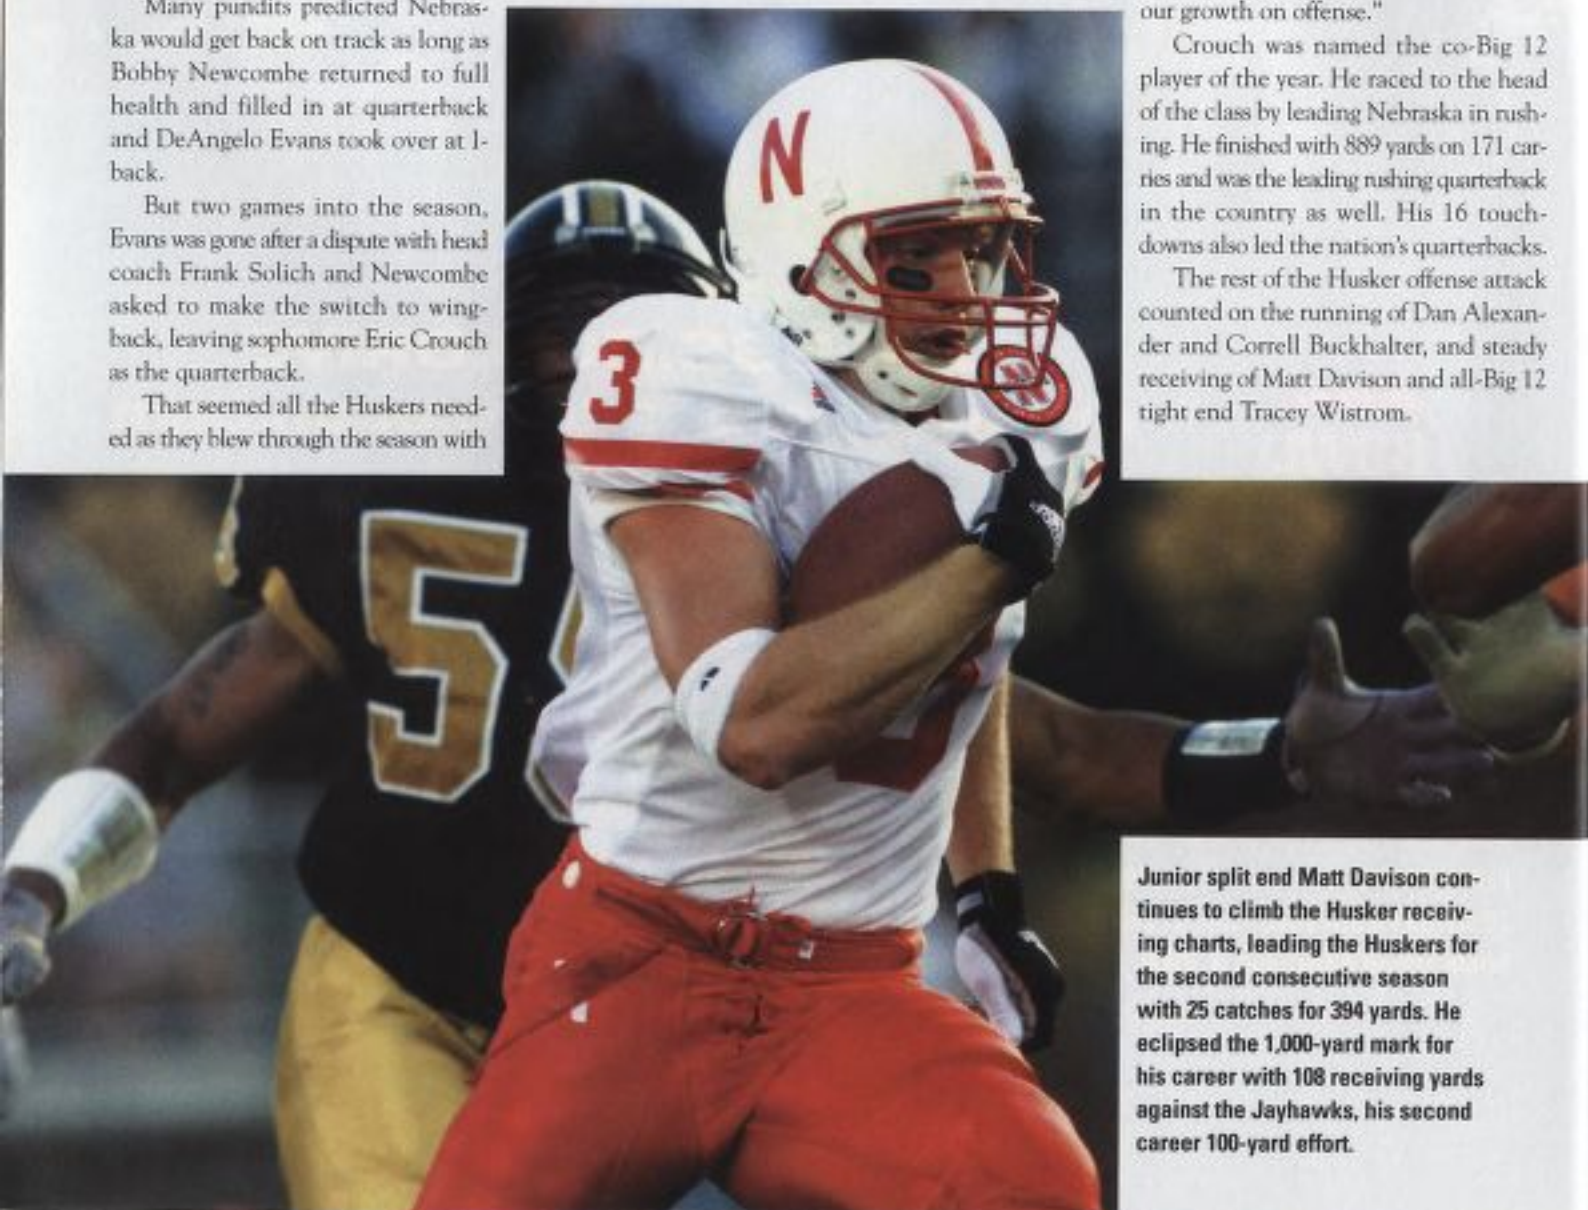 Many pundits predicted Nebras-
ka would get back on track as long as
Bobby Newcombe returned to full
health and filled in at quarterback
and DeAngelo Evans took over at I-
back.
But two games into the season,
Evans was gone after a dispute with head
coach Frank Solich and Newcombe
asked to make the switch to wing-
back, leaving sophomore Eric Crouch
as the quarterback.
That seemed all the Huskers need-
ed as they blew through the season with
N
3
N
5
our growth on offense."
Crouch was named the co-Big 12
player of the year. He raced to the head
of the class by leading Nebraska in rush-
ing. He finished with 889 yards on 171 car-
ries and was the leading rushing quarterback
in the country as well. His 16 touch-
downs also led the nation's quarterbacks.
The rest of the Husker offense attack
counted on the running of Dan Alexan-
der and Correll Buckhalter, and steady
receiving of Matt Davison and all-Big 12
tight end Tracey Wistrom.
Junior split end Matt Davison con-
tinues to climb the Husker receiv-
ing charts, leading the Huskers for
the second consecutive season
with 25 catches for 394 yards. He
eclipsed the 1,000-yard mark for
his career with 108 receiving yards
against the Jayhawks, his second
career 100-yard effort.